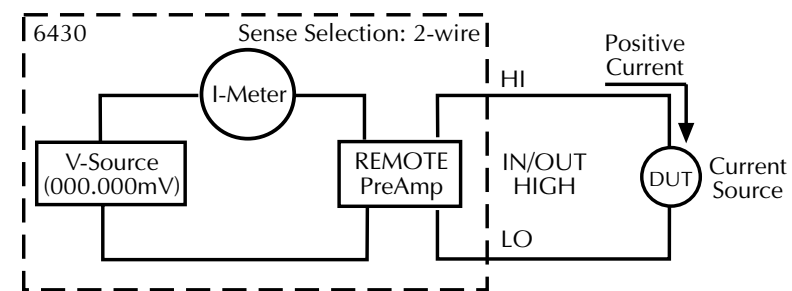 6430
Sense Selection: 2-wire
I-Meter
V-Source
(000.000mV)
REMOTE
PreAmp
HI
IN/OUT
HIGH
LO
Positive
Current
DUT
Current
Source